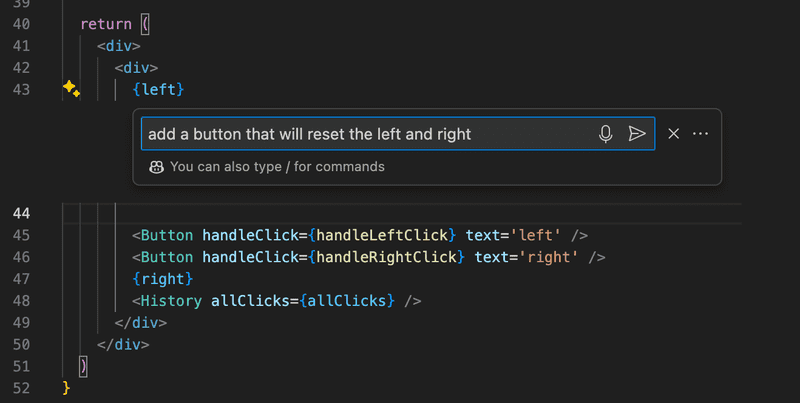 39
40 return (
41 <div>
42 <div>
43 {left}
add a button that will reset the left and right
You can also type / for commands
44
45 <Button handleClick={handleLeftClick} text='left' />
46 <Button handleClick={handleRightClick} text='right' />
47 {right}
48 <History allClicks={allClicks} />
49 </div>
50 </div>
51 )
52 }